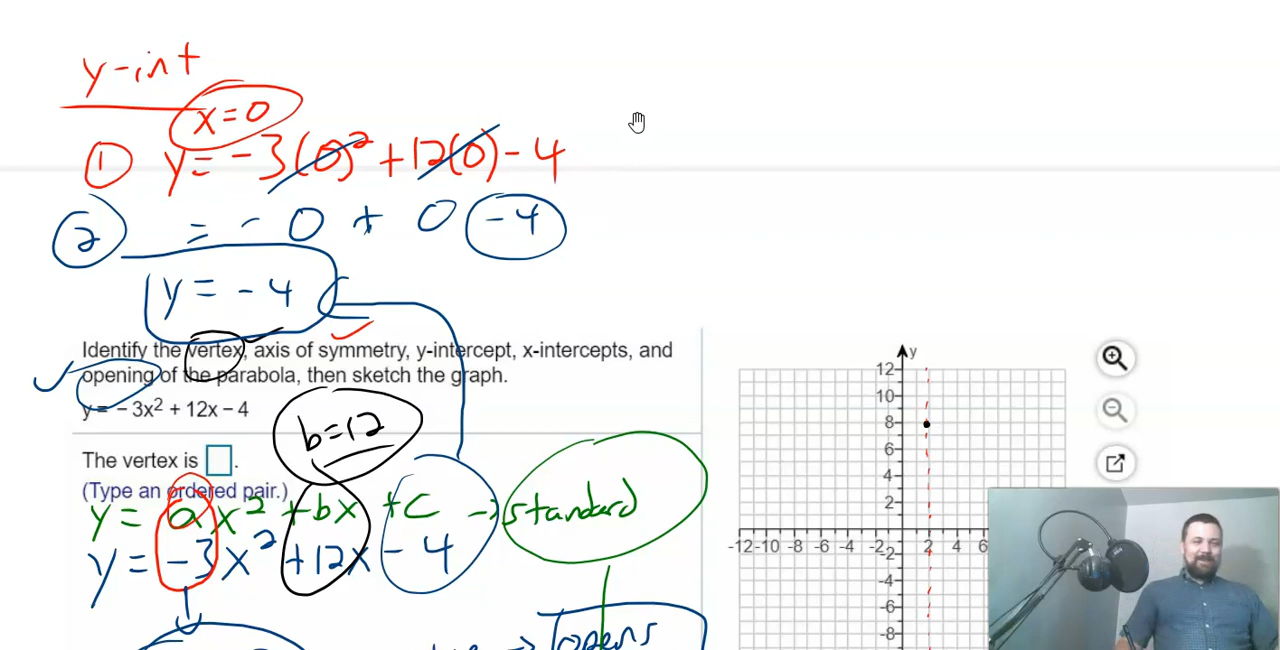 y-int
x=0
① y= -3(0)² +12(0) - 4
② = - 0 + 0 -4
y = -4
Identify the vertex, axis of symmetry, y-intercept, x-intercepts, and
opening of the parabola, then sketch the graph.
y = - 3x² + 12x - 4
b=12
The vertex is
(Type an ordered pair.)
y = ax² +bx +c → standard
y = -3x² +12x - 4
opens
y
12
10
8
6
4
2
-12 -10 -8 -6 -4 -2 2 4 6
-2
-4
-6
-8